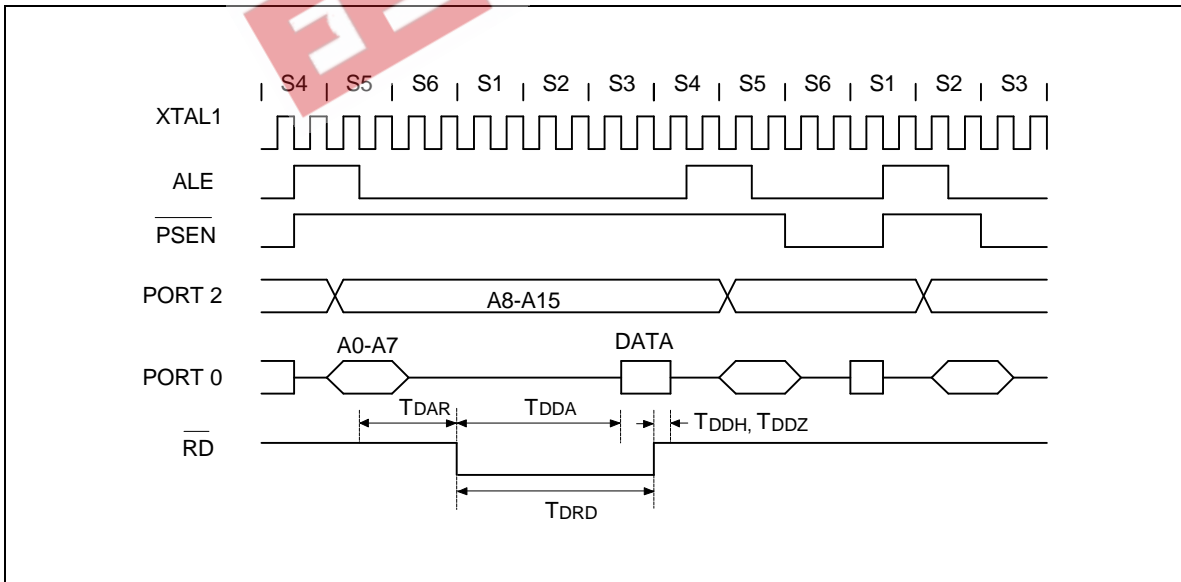 S4 S5 S6 S1 S2 S3 S4 S5 S6 S1 S2 S3
XTAL1
ALE
PSEN
PORT 2 A8-A15
A0-A7 DATA
PORT 0
TDAR TDDA TDDH, TDDZ
RD
TDRD